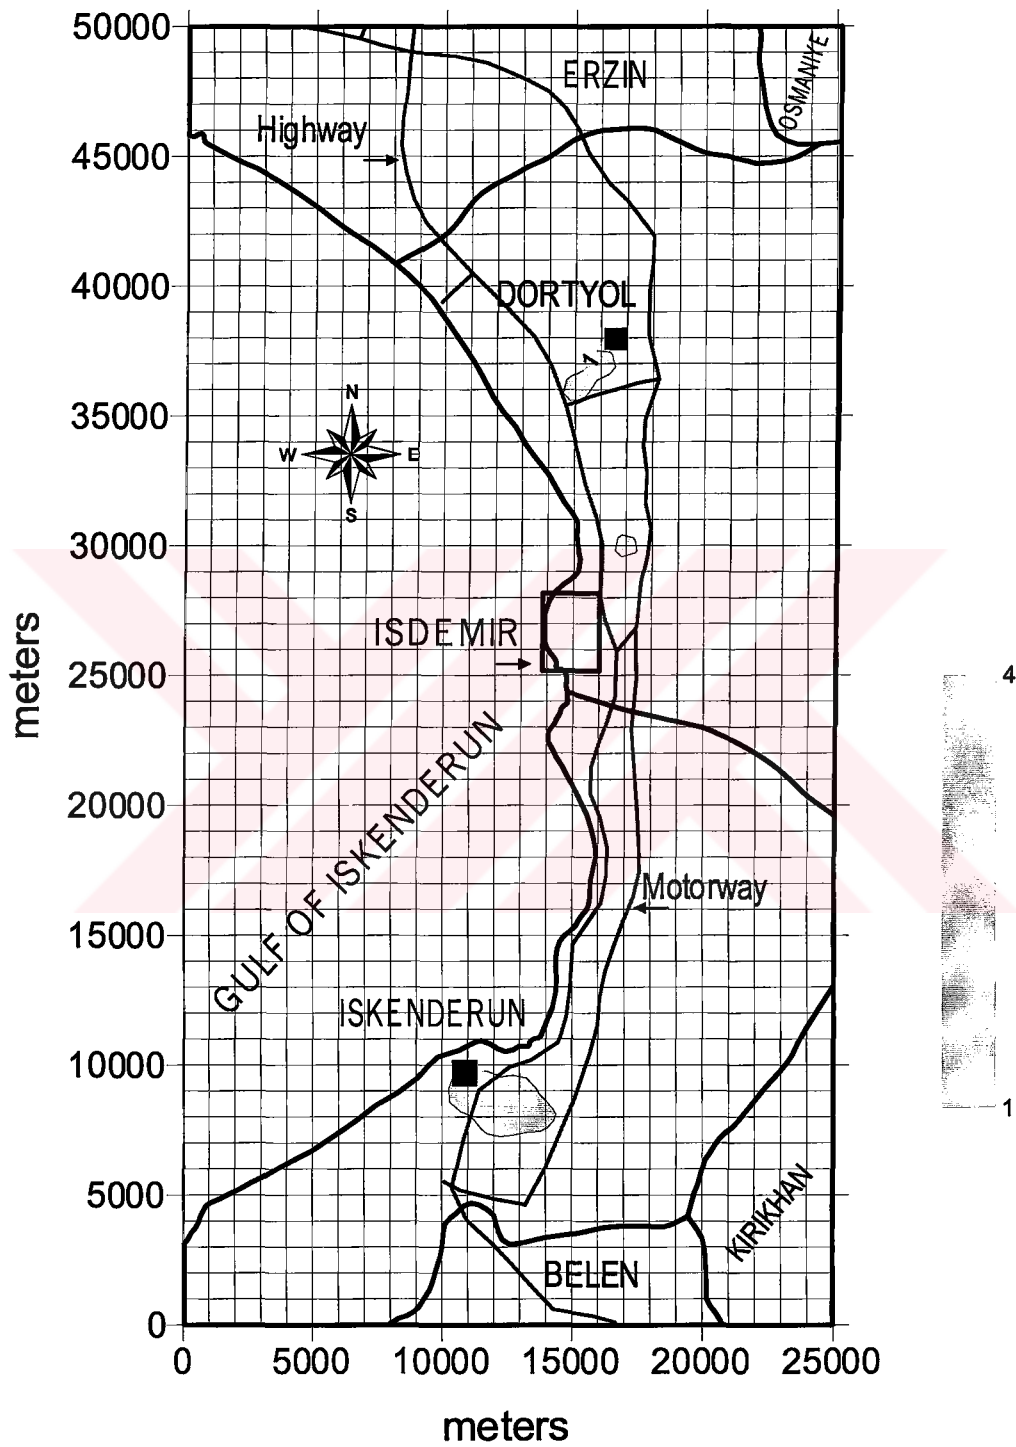 50000
45000
40000
35000
30000
25000
20000
15000
10000
5000
0
meters
0
5000
10000
15000
20000
25000
meters
ERZIN
OSMANIYE
Highway
DORTYOL
1
N
W
E
S
ISDEMIR
GULF OF ISKENDERUN
Motorway
ISKENDERUN
KIRIKHAN
BELEN
4
1